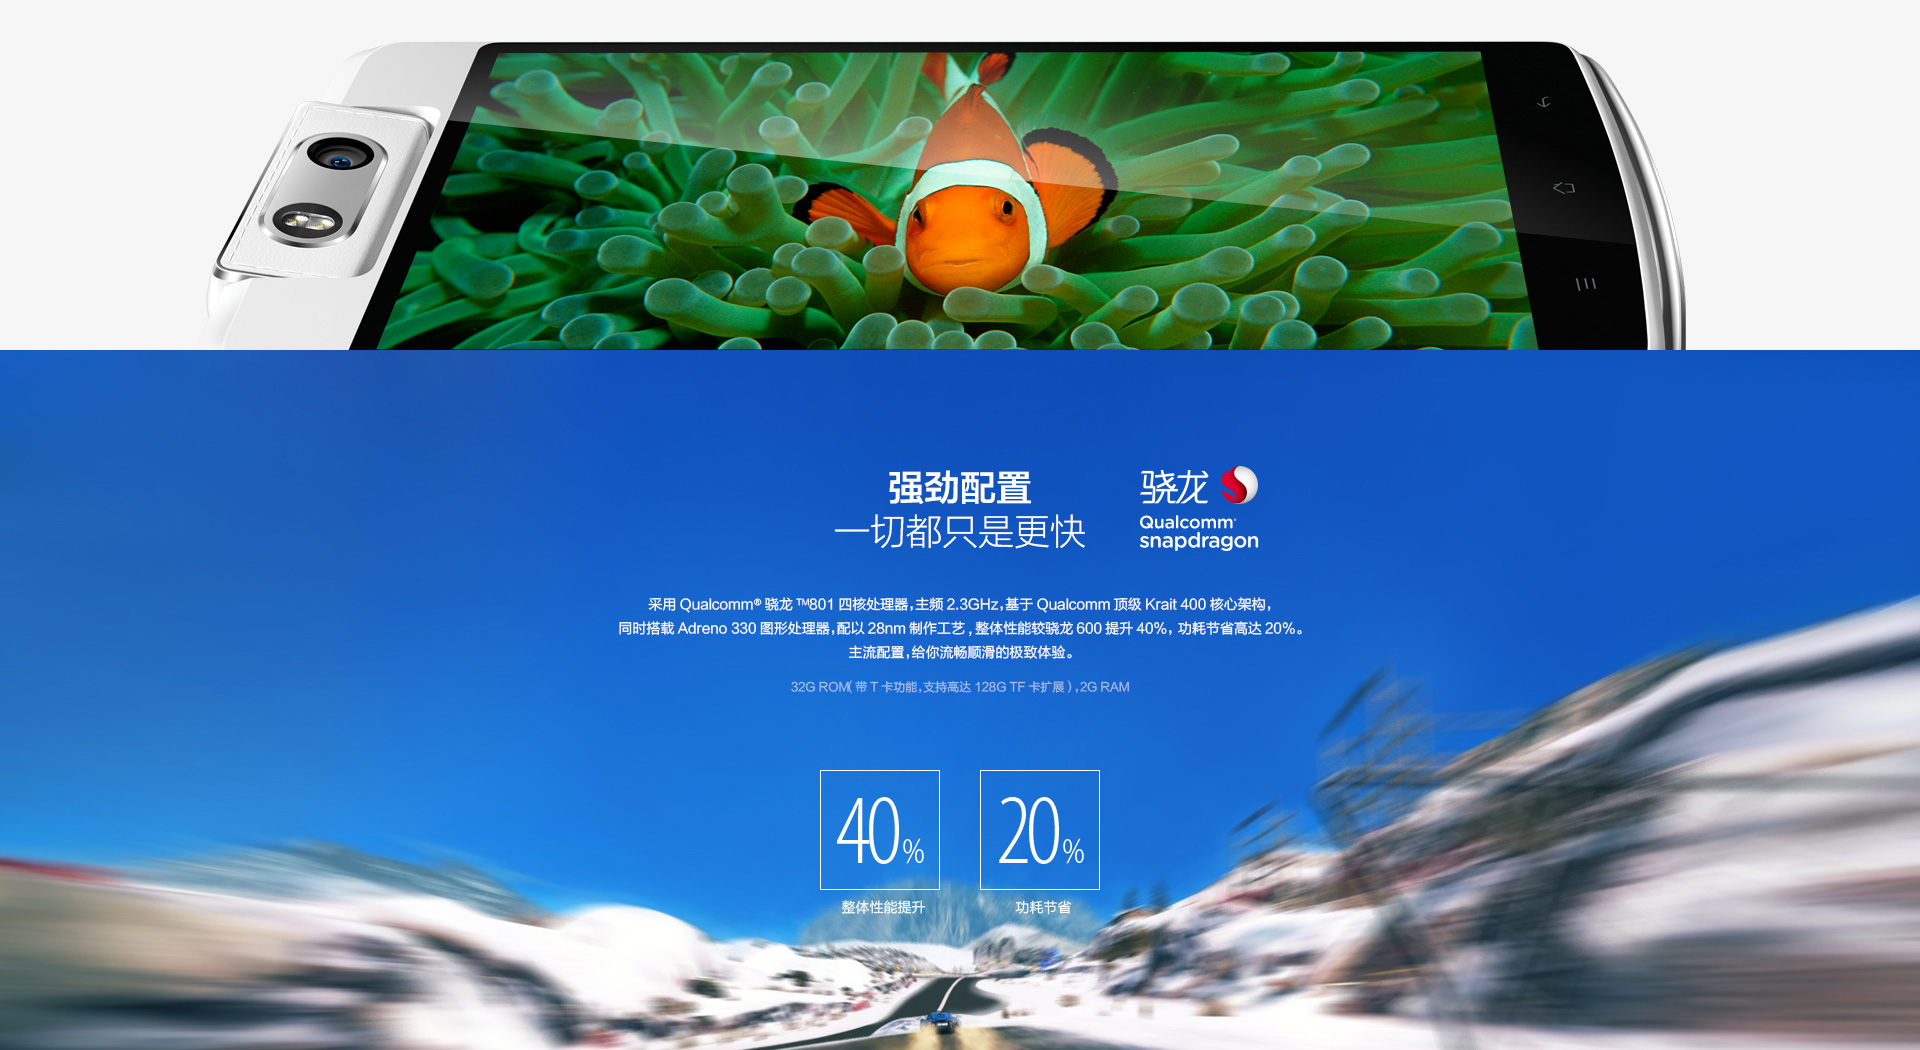 强劲配置
一切都只是更快
骁龙
Qualcomm
snapdragon
采用 Qualcomm® 骁龙 ™801 四核处理器,主频 2.3GHz,基于 Qualcomm 顶级 Krait 400 核心架构,
同时搭载 Adreno 330 图形处理器,配以 28nm 制作工艺 , 整体性能较骁龙 600 提升 40%, 功耗节省高达 20%。
主流配置,给你流畅顺滑的极致体验。
32G ROM( 带 T 卡功能,支持高达 128G TF 卡扩展 ),2G RAM
40%
20%
整体性能提升
功耗节省